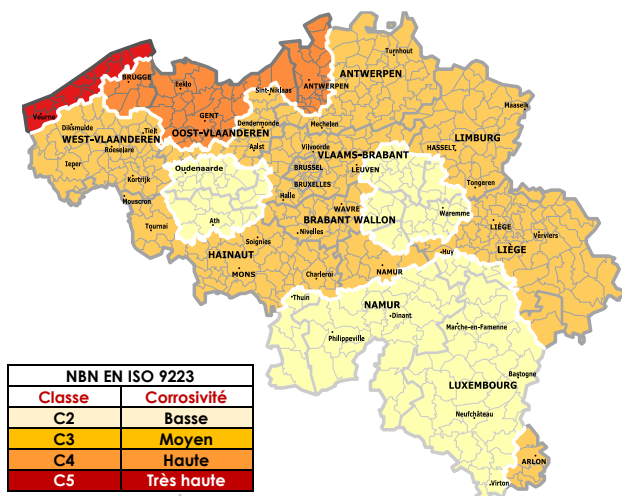 Turnhout
ANTWERPEN
BRUGGE
Eeklo
ANTWERPEN
Sint-Niklaas
Maaseik
Veurne
GENT
Diksmuide
Tielt
OOST-VLAANDEREN
Dendermonde
Mechelen
WEST-VLAANDEREN
LIMBURG
Roeselare
Aalst
Vilvoorde
VLAAMS-BRABANT
HASSELT
Ieper
Oudenaarde
BRUSSEL
LEUVEN
Kortrijk
BRUXELLES
Tongeren
Mouscron
Halle
WAVRE
Waremme
Ath
BRABANT WALLON
Tournai
Nivelles
LIÈGE
Verviers
Soignies
LIÈGE
HAINAUT
Huy
MONS
Charleroi
NAMUR
Thuin
NAMUR
Dinant
Marche-en-Famenne
Philippeville
Bastogne
LUXEMBOURG
Neufchâteau
ARLON
Virton
NBN EN ISO 9223
Classe Corrosivité
C2 Basse
C3 Moyen
C4 Haute
C5 Très haute